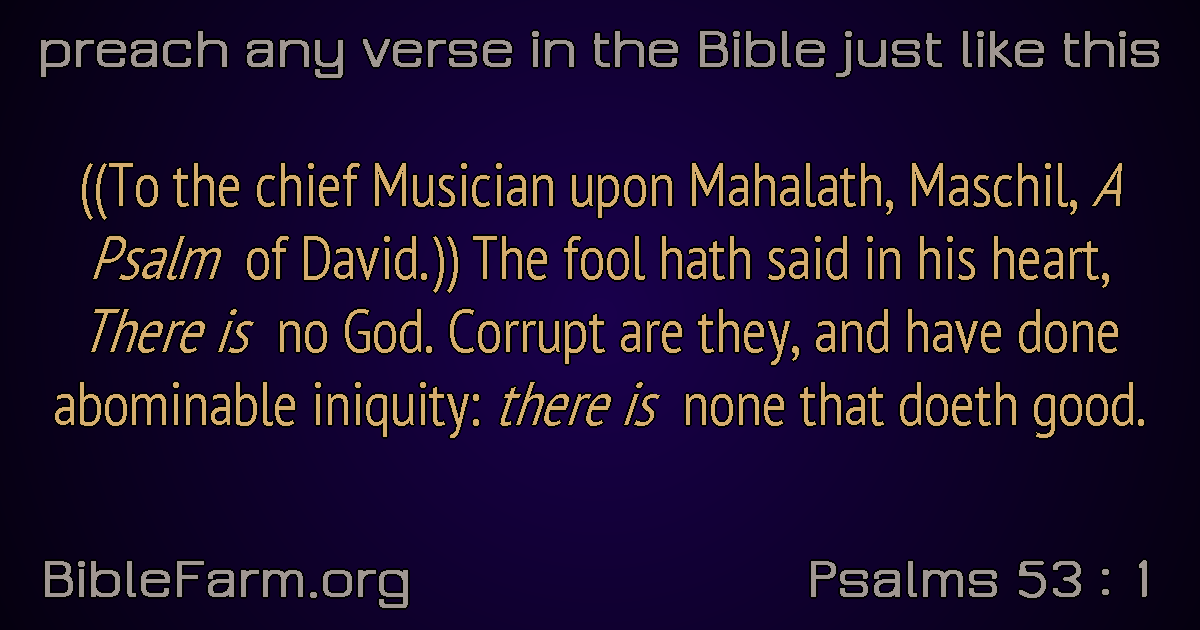 preach any verse in the Bible just like this
((To the chief Musician upon Mahalath, Maschil, A
Psalm of David.)) The fool hath said in his heart,
There is no God. Corrupt are they, and have done
abominable iniquity: there is none that doeth good.
BibleFarm.org
Psalms 53 : 1